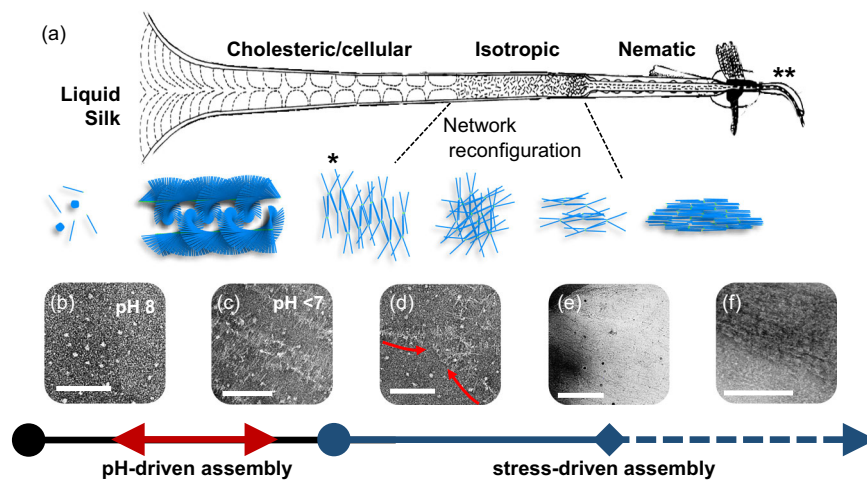 (a)
Cholesteric/cellular
Isotropic
Nematic
**
Liquid
Silk
Network
reconfiguration
*
(b)
pH 8
(c)
pH <7
(d)
(e)
(f)
pH-driven assembly
stress-driven assembly